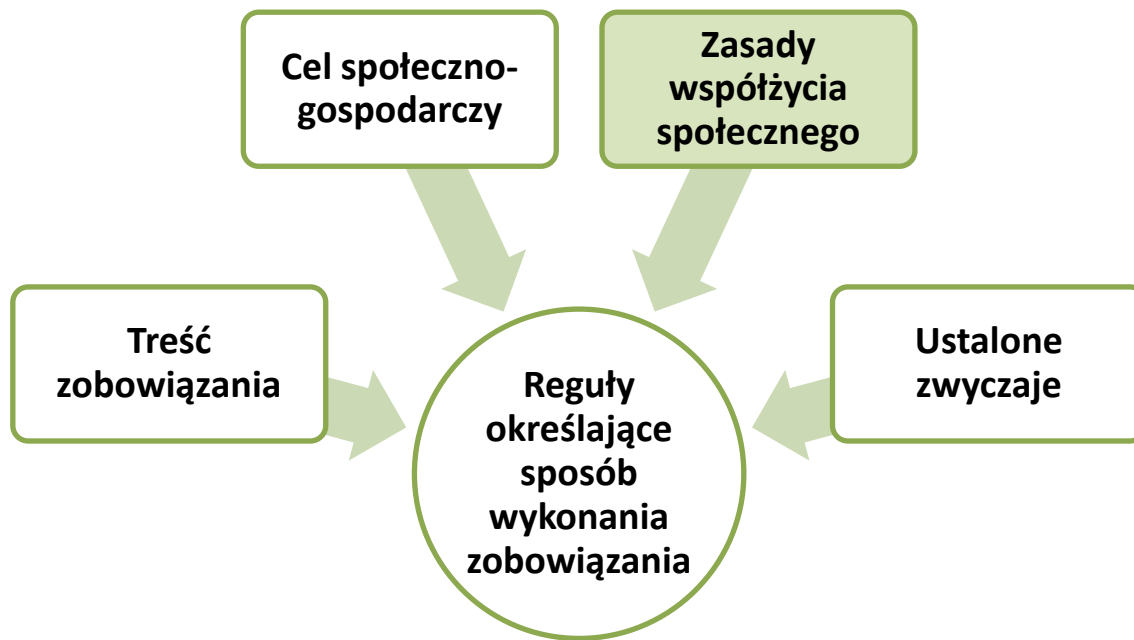 Cel społeczno-
gospodarczy
Zasady
współżycia
społecznego
Treść
zobowiązania
Ustalone
zwyczaje
Reguły
określające
sposób
wykonania
zobowiązania